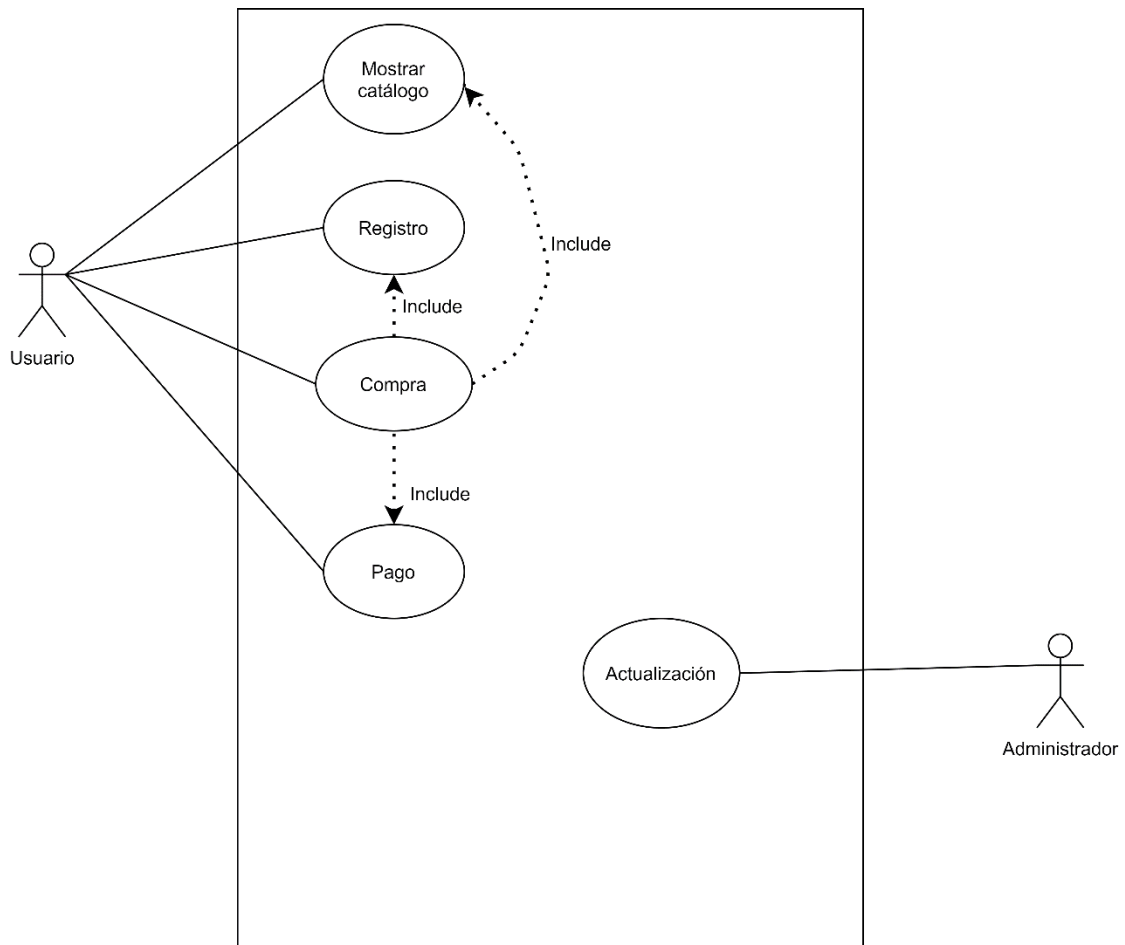 Mostrar
catálogo
Registro
Include
Include
Usuario
Compra
Include
Pago
Actualización
Administrador